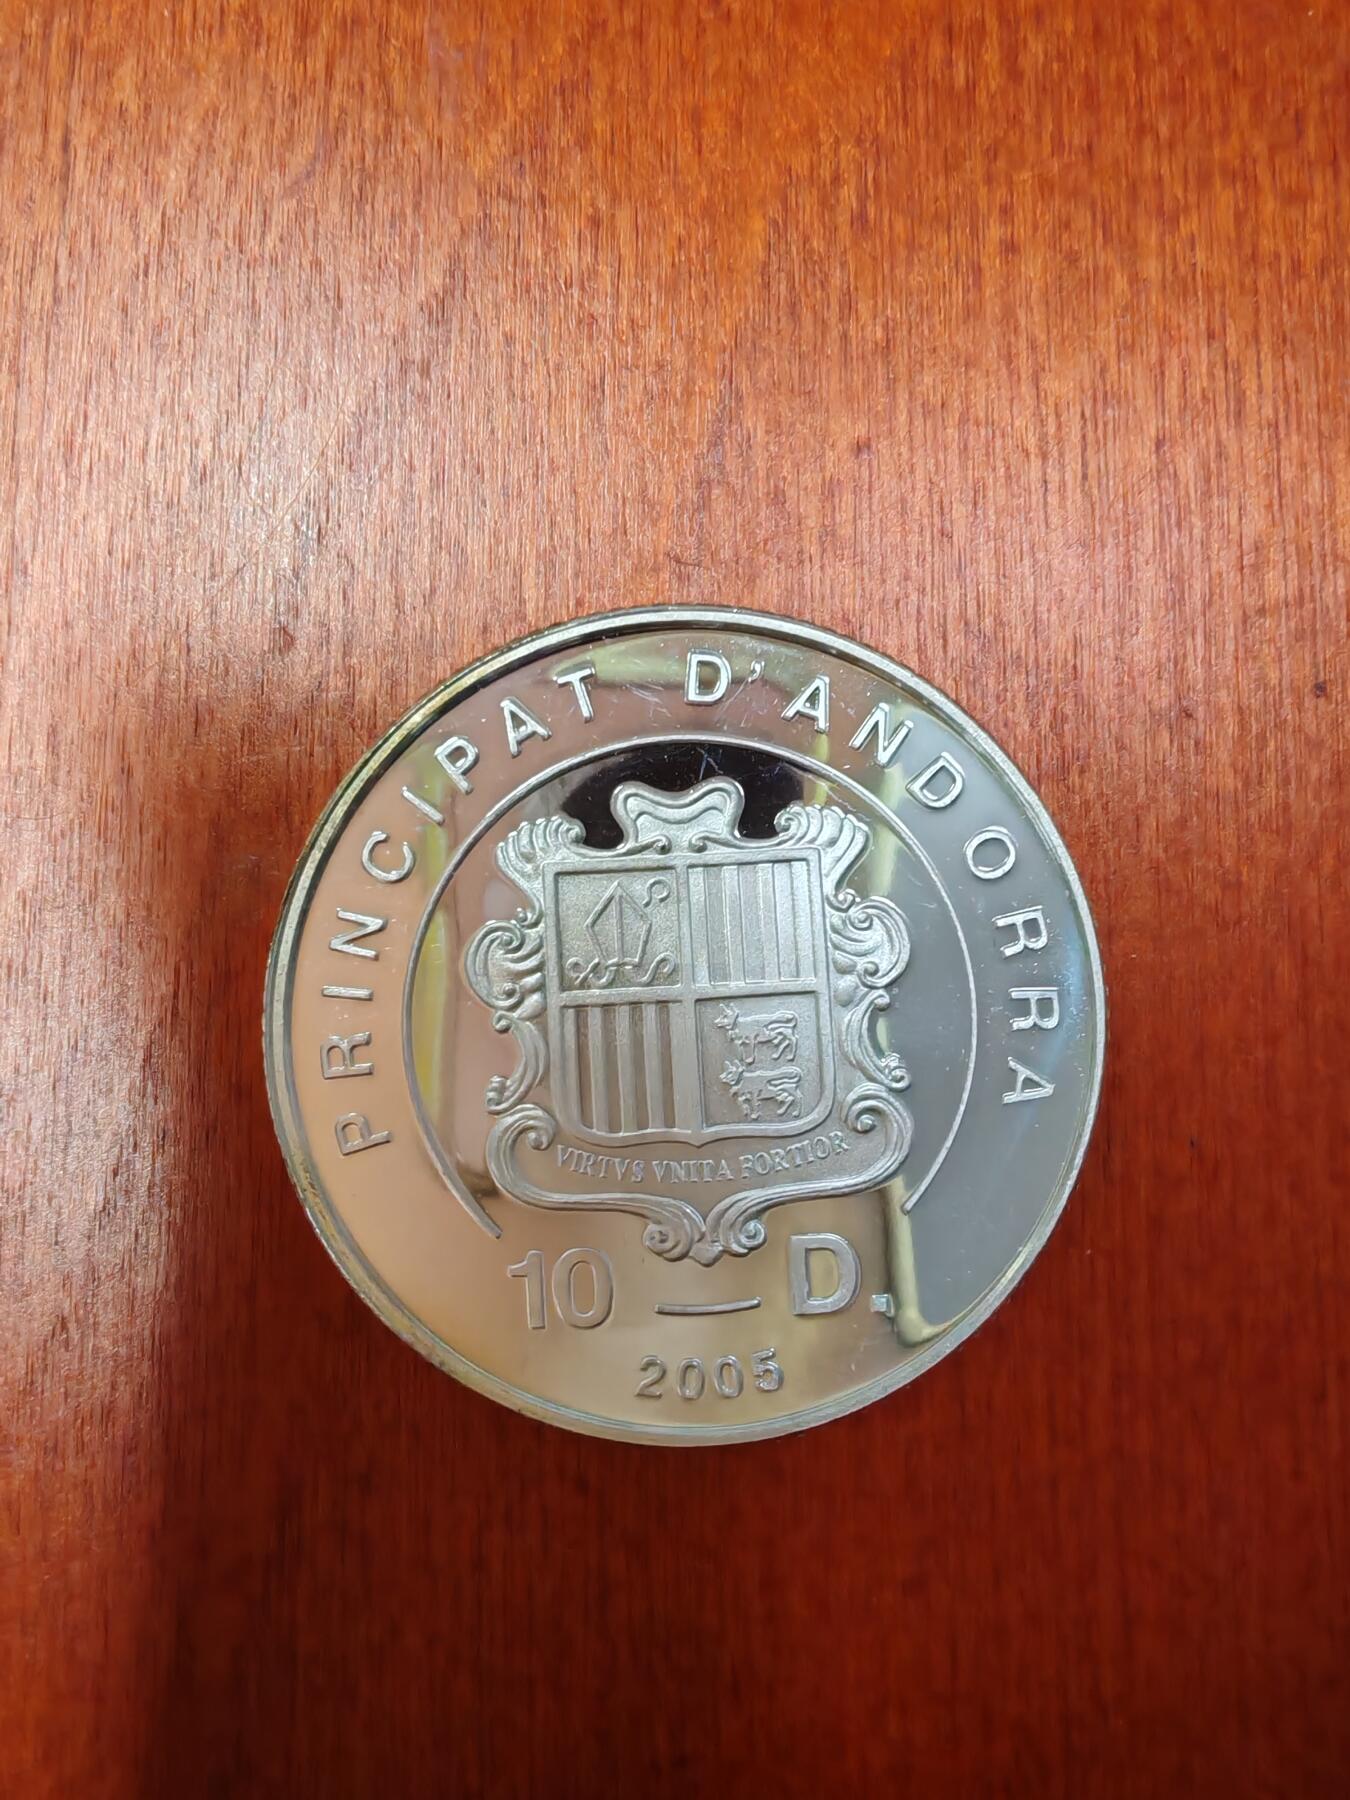 PRINCIPAT D'ANDORRA
VIRTVS VNITA FORTIOR
10 — D.
2005